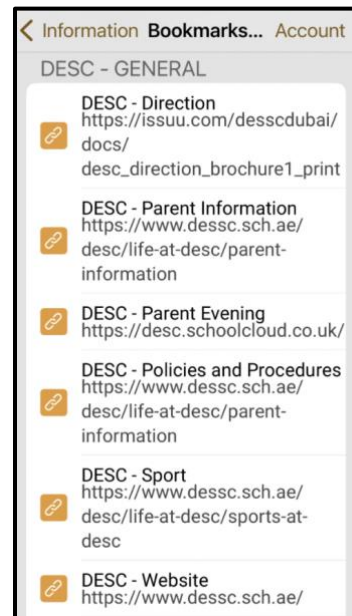 Information Bookmarks... Account
DESC - GENERAL
DESC - Direction
https://issuu.com/desscdubai/
docs/
desc_direction_brochure1_print
DESC - Parent Information
https://www.dessc.sch.ae/
desc/life-at-desc/parent-
information
DESC - Parent Evening
https://desc.schoolcloud.co.uk/
DESC - Policies and Procedures
https://www.dessc.sch.ae/
desc/life-at-desc/parent-
information
DESC - Sport
https://www.dessc.sch.ae/
desc/life-at-desc/sports-at-
desc
DESC - Website
https://www.dessc.sch.ae/